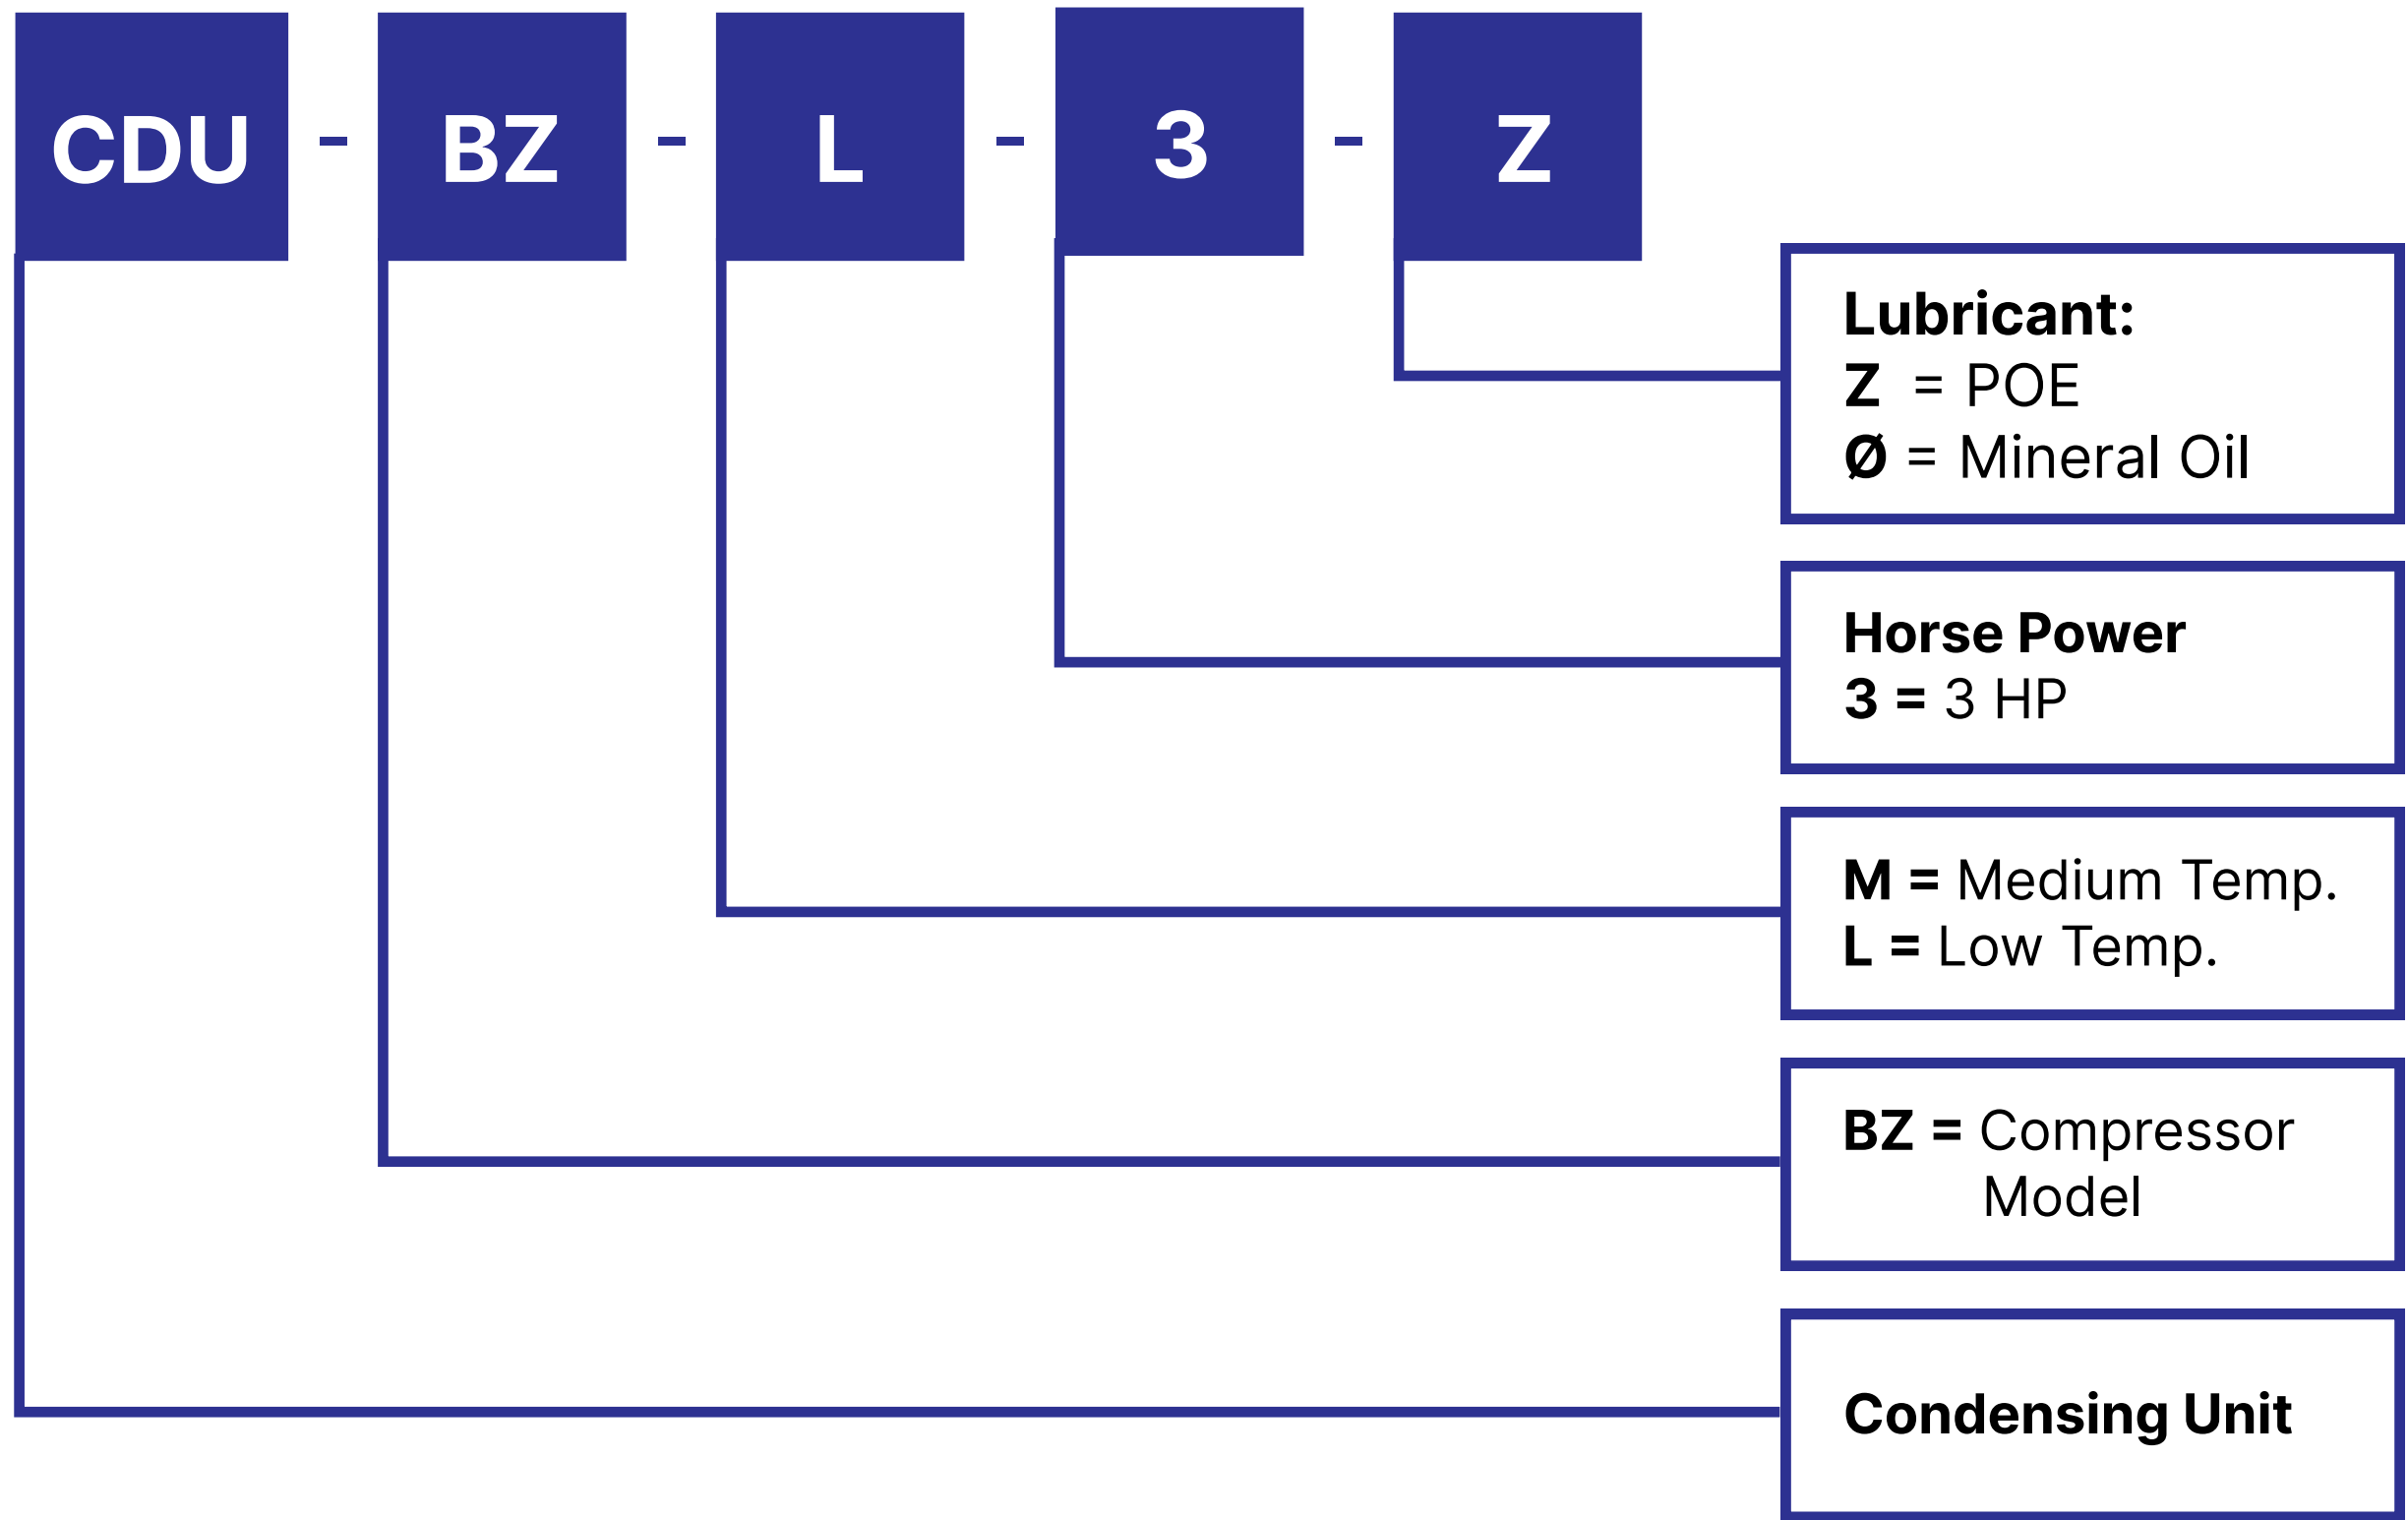 CDU - BZ - L - 3 - Z
Lubricant:
Z = POE
Ø = Mineral Oil
Horse Power
3 = 3 HP
M = Medium Temp.
L = Low Temp.
BZ = Compressor
Model
Condensing Unit